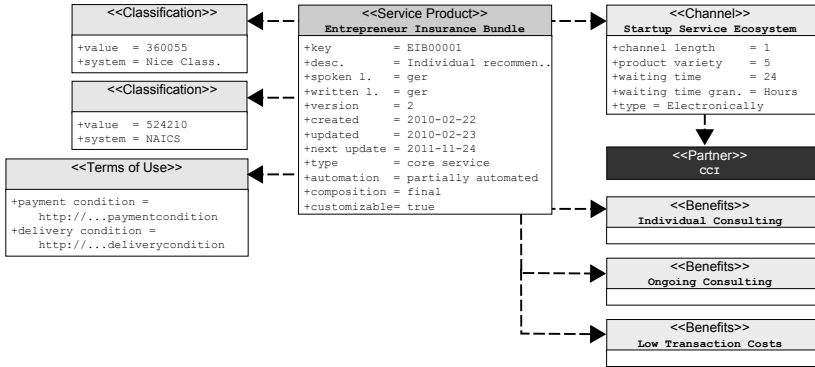 <<Classification>>
+value = 360055
+system = Nice Class.
<<Classification>>
+value = 524210
+system = NAICS
<<Terms of Use>>
+payment condition =
http://...paymentcondition
+delivery condition =
http://...deliverycondition
<<Service Product>>
Entrepreneur Insurance Bundle
+key = EIB00001
+desc. = Individual recommen..
+spoken l. = ger
+written l. = ger
+version = 2
+created = 2010-02-22
+updated = 2010-02-23
+next update = 2011-11-24
+type = core service
+automation = partially automated
+composition = final
+customizable= true
<<Channel>>
Startup Service Ecosystem
+channel length = 1
+product variety = 5
+waiting time = 24
+waiting time gran. = Hours
+type = Electronically
<<Partner>>
CCI
<<Benefits>>
Individual Consulting
<<Benefits>>
Ongoing Consulting
<<Benefits>>
Low Transaction Costs